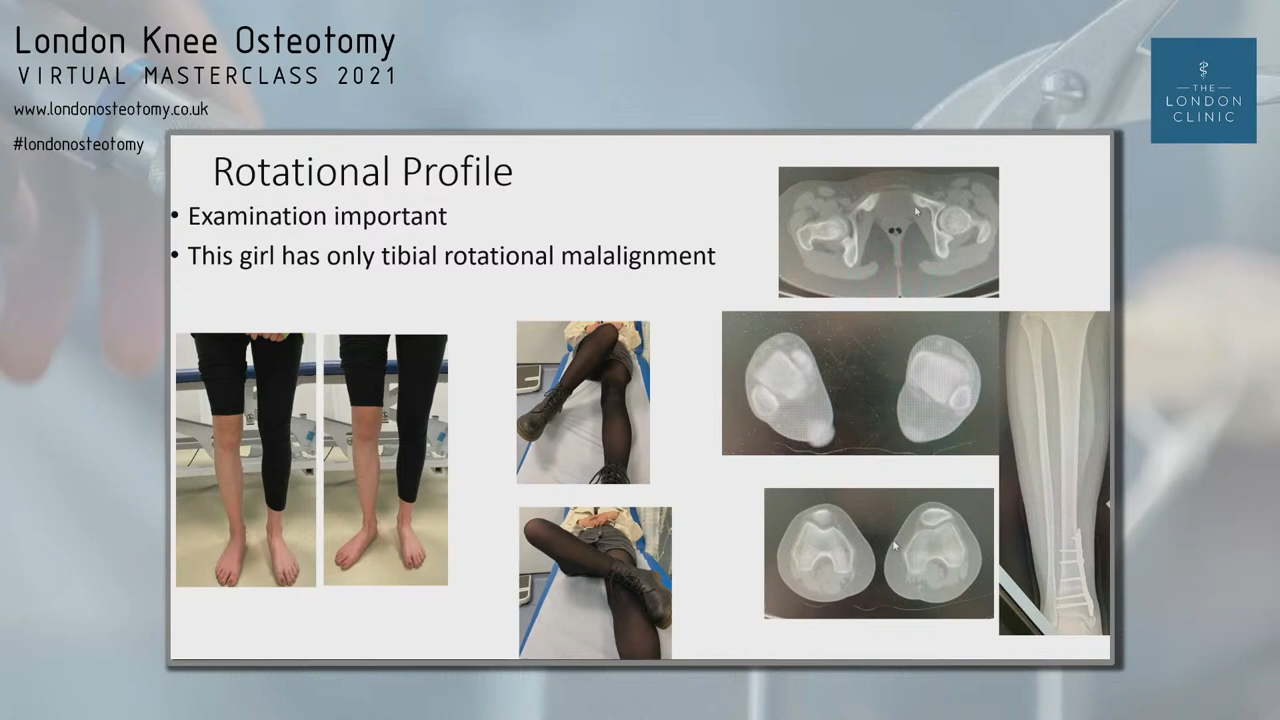 London Knee Osteotomy
VIRTUAL MASTERCLASS 2021
www.londonosteotomy.co.uk
#londonosteotomy
THE
LONDON
CLINIC
Rotational Profile
• Examination important
• This girl has only tibial rotational malalignment